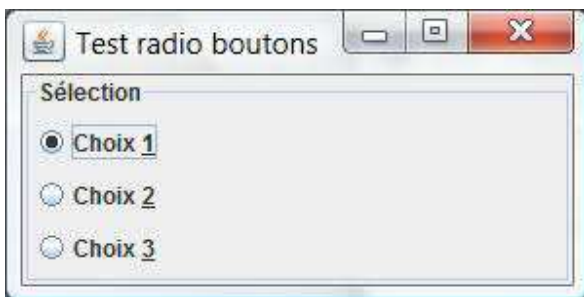 Test radio boutons
Sélection
Choix 1
Choix 2
Choix 3